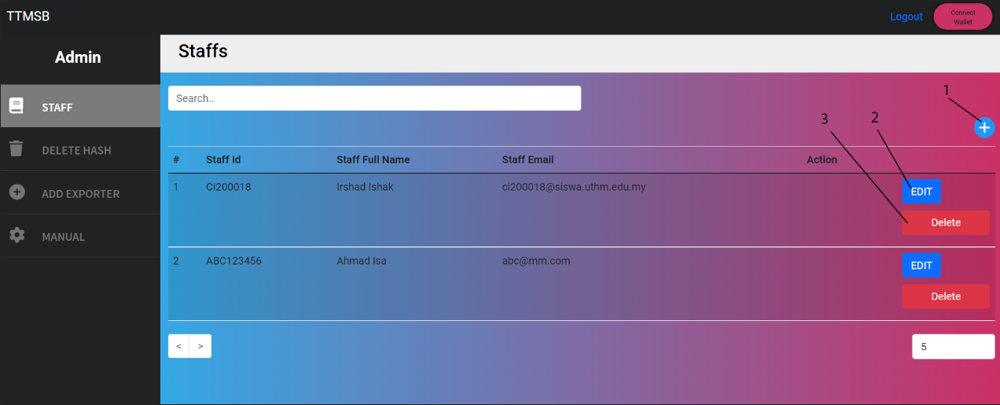 TTMSB
Logout
Connect
Wallet
Admin
Staffs
STAFF
DELETE HASH
ADD EXPORTER
MANUAL
Search..
1
2
3
# Staff Id Staff Full Name Staff Email Action
1 CI200018 Irshad Ishak ci200018@siswa.uthm.edu.my EDIT
Delete
2 ABC123456 Ahmad Isa abc@mm.com EDIT
Delete
< > 5